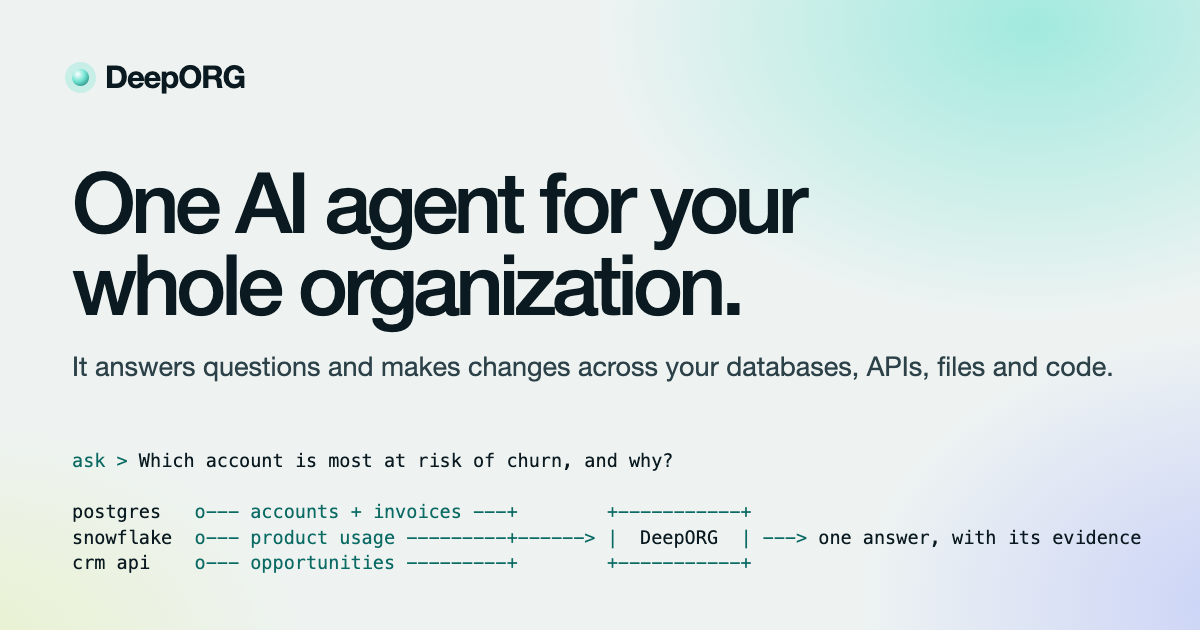 DeepORG
One AI agent for your
whole organization.
It answers questions and makes changes across your databases, APIs, files and code.
ask > Which account is most at risk of churn, and why?
postgres   o--- accounts + invoices ---+        +-----------+
snowflake  o--- product usage ---------+------> |  DeepORG  | ---> one answer, with its evidence
crm api    o--- opportunities ---------+        +-----------+